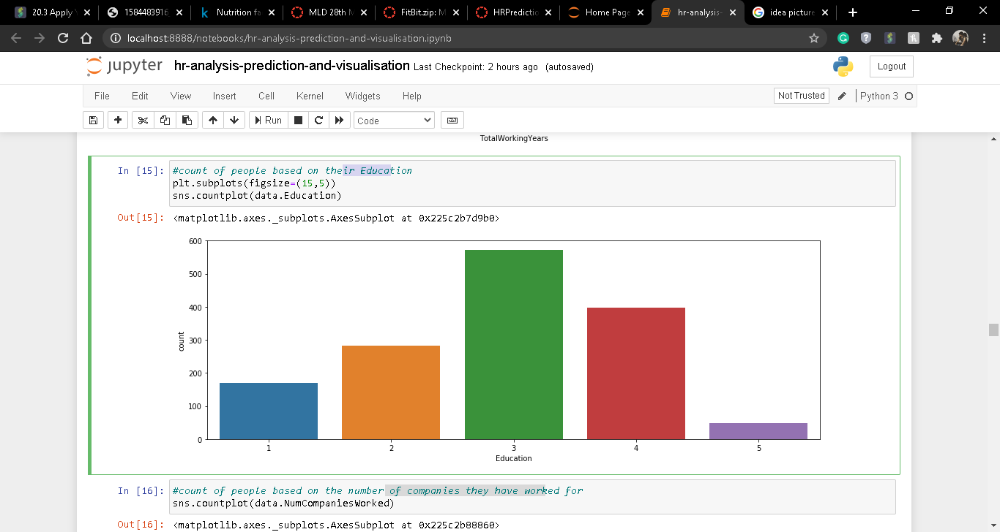 20.3 Apply
1584483916
Nutrition fa
MLD 28th M
FitBit.zip: M
HRPredictio
Home Page
hr-analysis-
idea picture
localhost:8888/notebooks/hr-analysis-prediction-and-visualisation.ipynb
jupyter hr-analysis-prediction-and-visualisation Last Checkpoint: 2 hours ago (autosaved)
Logout
File Edit View Insert Cell Kernel Widgets Help
Not Trusted Python 3
Run Code
TotalWorkingYears
In [15]: #count of people based on their Education
plt.subplots(figsize=(15,5))
sns.countplot(data.Education)
Out[15]: <matplotlib.axes._subplots.AxesSubplot at 0x225c2b7d9b0>
600
500
400
300
200
100
0
count
1 2 3 4 5
Education
In [16]: #count of people based on the number of companies they have worked for
sns.countplot(data.NumCompaniesWorked)
Out[16]: <matplotlib.axes._subplots.AxesSubplot at 0x225c2b88860>